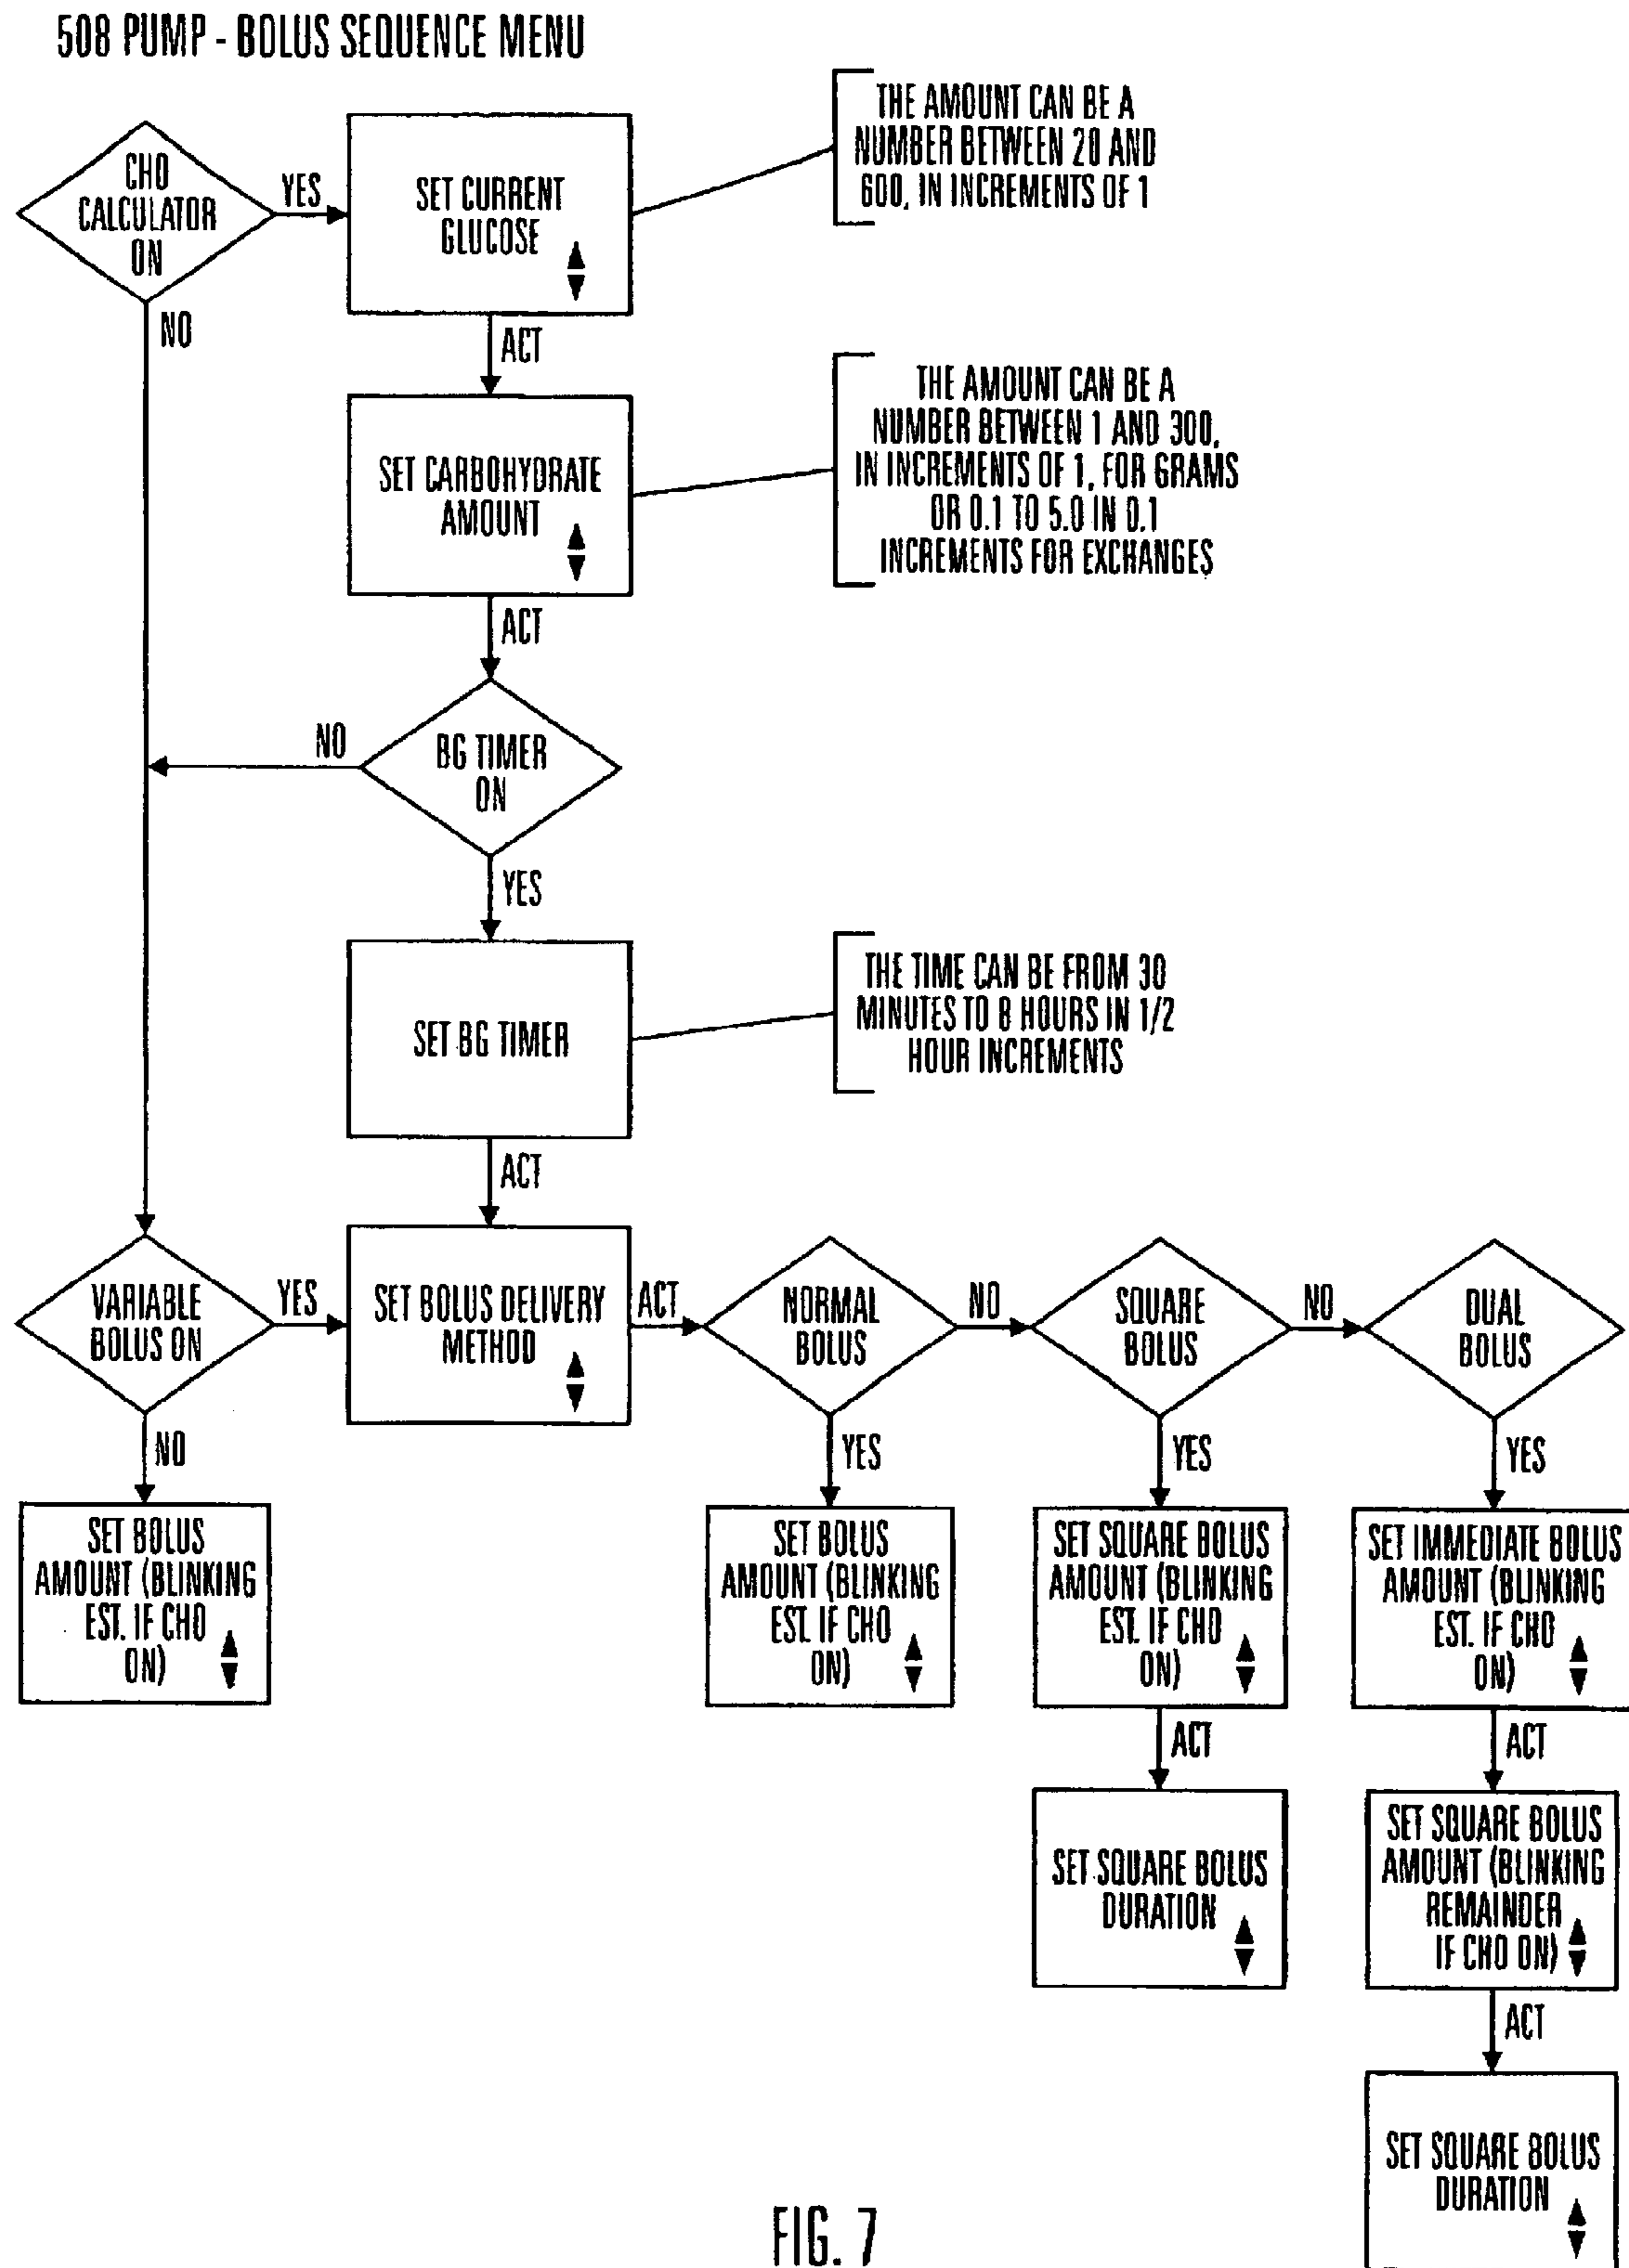 508 PUMP - BOLUS SEQUENCE MENU
CHO
CALCULATOR
ON
YES
NO
SET CURRENT
GLUCOSE
THE AMOUNT CAN BE A
NUMBER BETWEEN 20 AND
600, IN INCREMENTS OF 1
ACT
SET CARBOHYDRATE
AMOUNT
THE AMOUNT CAN BE A
NUMBER BETWEEN 1 AND 300,
IN INCREMENTS OF 1, FOR GRAMS
OR 0.1 TO 5.0 IN 0.1
INCREMENTS FOR EXCHANGES
ACT
BG TIMER
ON
NO
YES
SET BG TIMER
THE TIME CAN BE FROM 30
MINUTES TO 8 HOURS IN 1/2
HOUR INCREMENTS
ACT
VARIABLE
BOLUS ON
YES
NO
SET BOLUS DELIVERY
METHOD
ACT
NORMAL
BOLUS
NO
SQUARE
BOLUS
NO
DUAL
BOLUS
YES
YES
YES
SET BOLUS
AMOUNT (BLINKING
EST. IF CHO
ON)
SET BOLUS
AMOUNT (BLINKING
EST. IF CHO
ON)
SET SQUARE BOLUS
AMOUNT (BLINKING
EST. IF CHO
ON)
SET IMMEDIATE BOLUS
AMOUNT (BLINKING
EST. IF CHO
ON)
ACT
ACT
SET SQUARE BOLUS
DURATION
SET SQUARE BOLUS
AMOUNT (BLINKING
REMAINDER
IF CHO ON)
ACT
SET SQUARE BOLUS
DURATION
FIG. 7